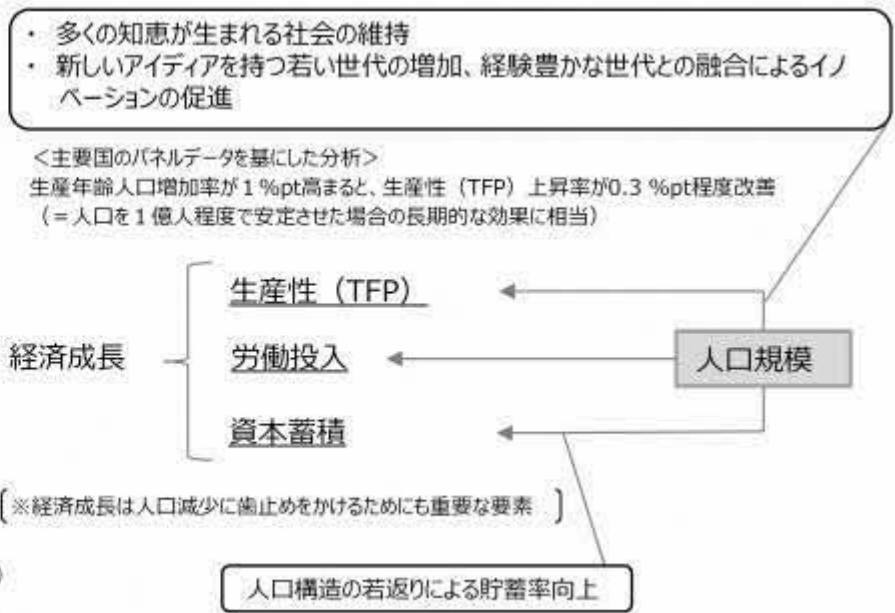 ・ 多くの知恵が生まれる社会の維持
・ 新しいアイディアを持つ若い世代の増加、経験豊かな世代との融合によるイノ
ベーションの促進
＜主要国のパネルデータを基にした分析＞
生産年齢人口増加率が１%pt高まると、生産性（TFP）上昇率が0.3 %pt程度改善
（＝人口を１億人程度で安定させた場合の長期的な効果に相当）
経済成長
生産性（TFP）
労働投入
資本蓄積
人口規模
※経済成長は人口減少に歯止めをかけるためにも重要な要素
人口構造の若返りによる貯蓄率向上